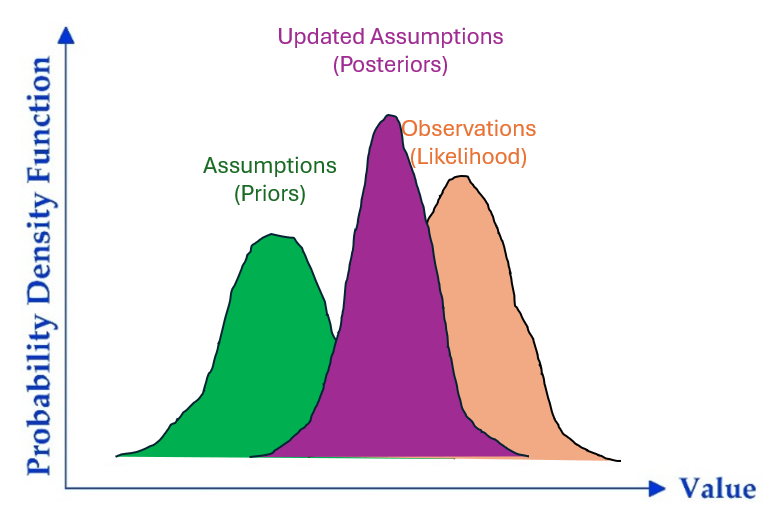 Updated Assumptions
(Posteriors)
Observations
(Likelihood)
Assumptions
(Priors)
Probability Density Function
Value